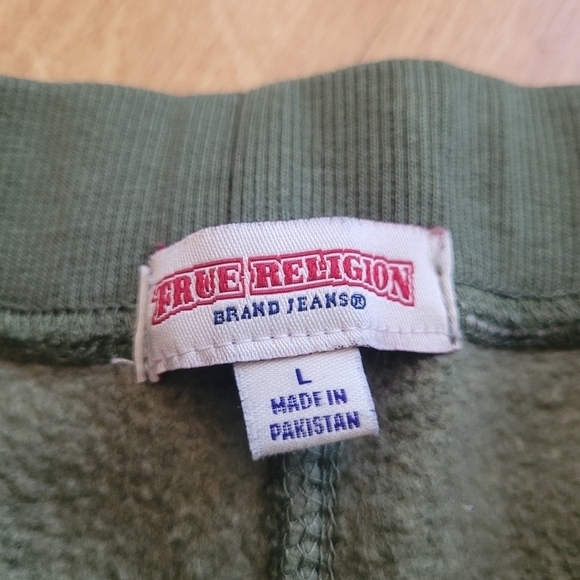 TRUE RELIGION
BRAND JEANS®
L
MADE IN
PAKISTAN